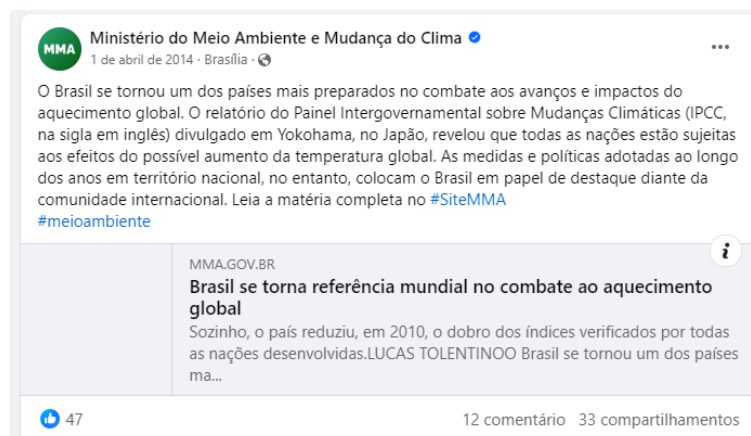 MMA
Ministério do Meio Ambiente e Mudança do Clima
1 de abril de 2014 · Brasília ·
O Brasil se tornou um dos países mais preparados no combate aos avanços e impactos do
aquecimento global. O relatório do Painel Intergovernamental sobre Mudanças Climáticas (IPCC,
na sigla em inglês) divulgado em Yokohama, no Japão, revelou que todas as nações estão sujeitas
aos efeitos do possível aumento da temperatura global. As medidas e políticas adotadas ao longo
dos anos em território nacional, no entanto, colocam o Brasil em papel de destaque diante da
comunidade internacional. Leia a matéria completa no #SiteMMA
#meioambiente
MMA.GOV.BR
Brasil se torna referência mundial no combate ao aquecimento
global
Sozinho, o país reduziu, em 2010, o dobro dos índices verificados por todas
as nações desenvolvidas.LUCAS TOLENTINOO Brasil se tornou um dos países
ma...
47
12 comentário 33 compartilhamentos